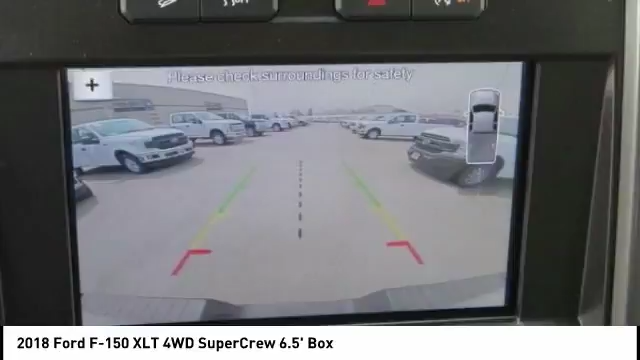 Please check surroundings for safety
+
2018 Ford F-150 XLT 4WD SuperCrew 6.5' Box